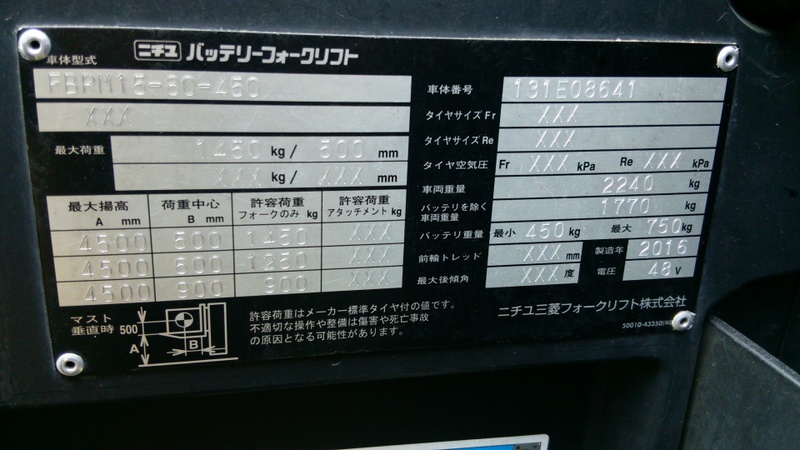 ニチユ バッテリーフォークリフト
車体型式
FBRM15-80-450
XXX
最大荷重 1450 kg / 500 mm
XXX kg / XXX mm
最大揚高 A mm 荷重中心 B mm 許容荷重 フォークのみ kg 許容荷重 アタッチメント kg
4500 500 1450 XXX
4500 600 1250 XXX
4500 900 900 XXX
マスト垂直時 500 A B
許容荷重はメーカー標準タイヤ付の値です。
不適切な操作や整備は傷害や死亡事故
の原因となる可能性があります。
車体番号 131E08641
タイヤサイズ Fr XXX
タイヤサイズ Re XXX
タイヤ空気圧 Fr XXX kPa Re XXX kPa
車両重量 2240 kg
バッテリを除く車両重量 1770 kg
バッテリ重量 最小 450 kg 最大 750 kg
前輪トレッド XXX mm 製造年 2016
最大後傾角 XXX 度 電圧 48 V
ニチユ三菱フォークリフト株式会社